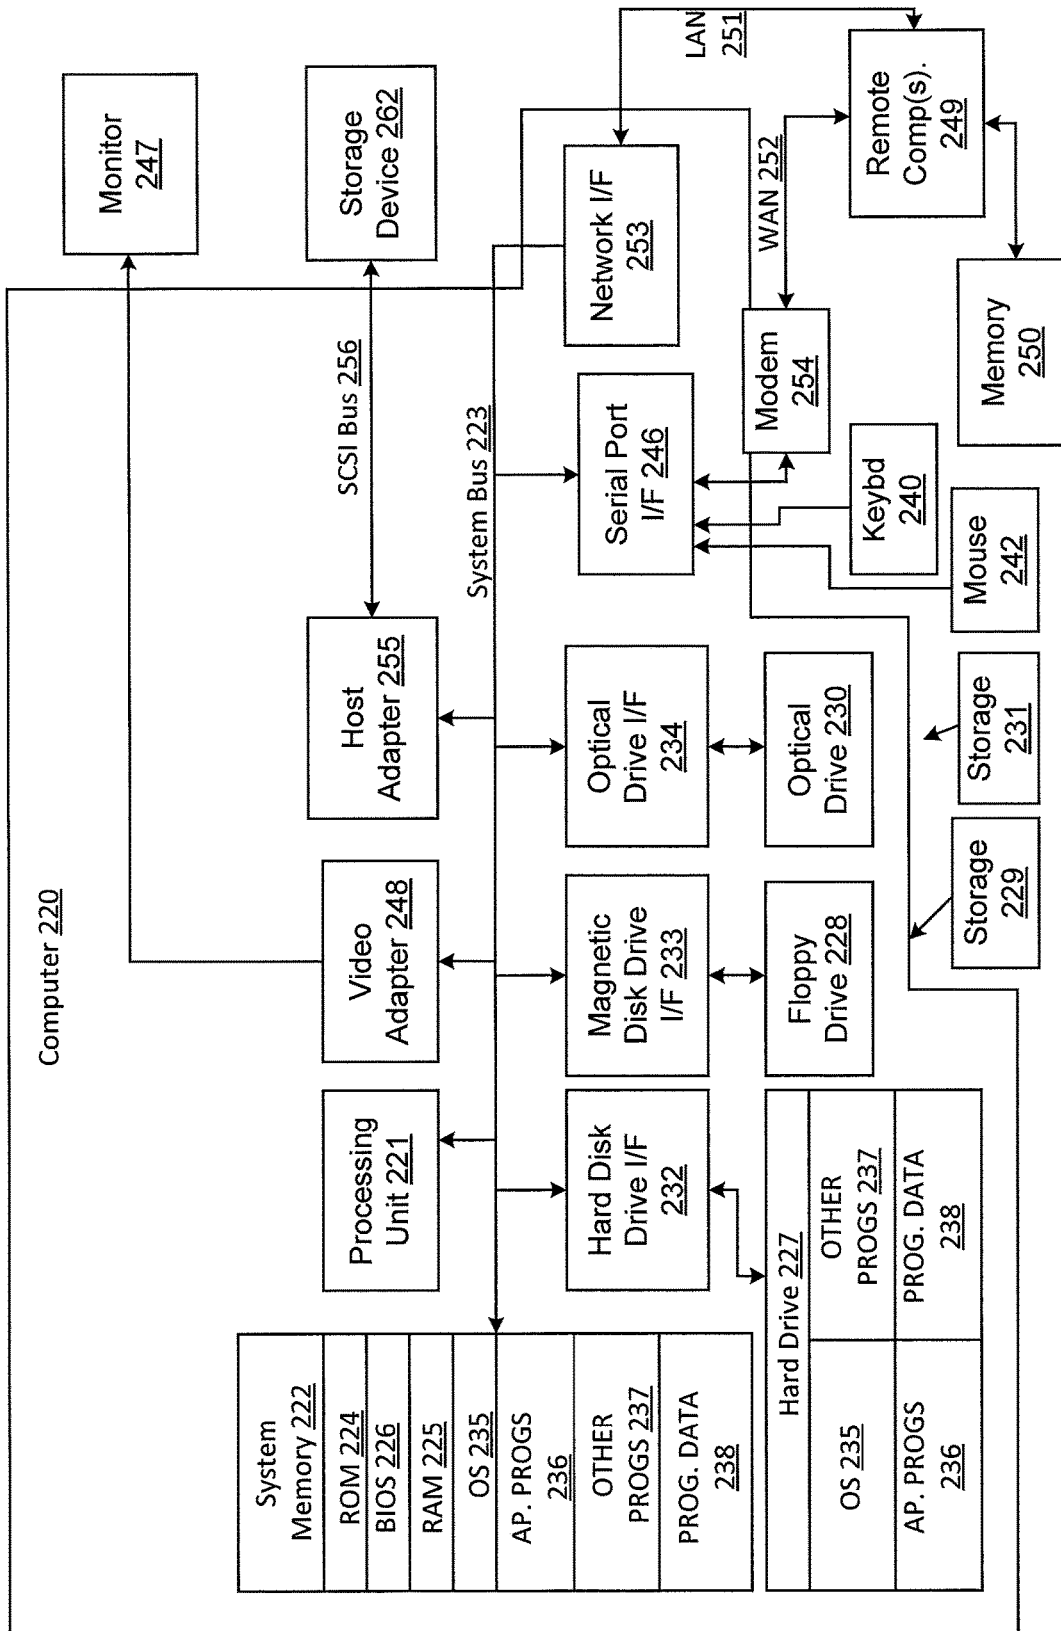 Computer 220
Monitor
247
System
Memory 222
ROM 224
BIOS 226
RAM 225
OS 235
AP. PROGS
236
OTHER
PROGS 237
PROG. DATA
238
Processing
Unit 221
Video
Adapter 248
Host
Adapter 255
SCSI Bus 256
Storage
Device 262
System Bus 223
Hard Disk
Drive I/F
232
Magnetic
Disk Drive
I/F 233
Optical
Drive I/F
234
Serial Port
I/F 246
Network I/F
253
LAN
251
Hard Drive 227
OS 235
OTHER
PROGS 237
AP. PROGS
236
PROG. DATA
238
Floppy
Drive 228
Optical
Drive 230
Modem
254
WAN 252
Remote
Comp(s).
249
Keybd
240
Storage
229
Storage
231
Mouse
242
Memory
250